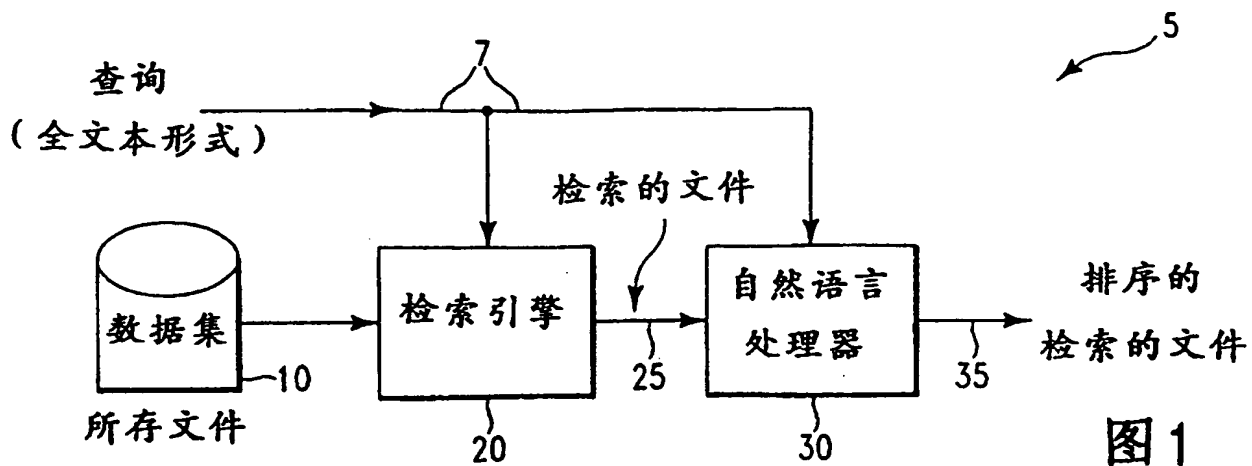 5
7
查询
(全文本形式)
检索的文件
数据集
10
所存文件
检索引擎
20
25
自然语言
处理器
30
35
排序的
检索的文件
图1